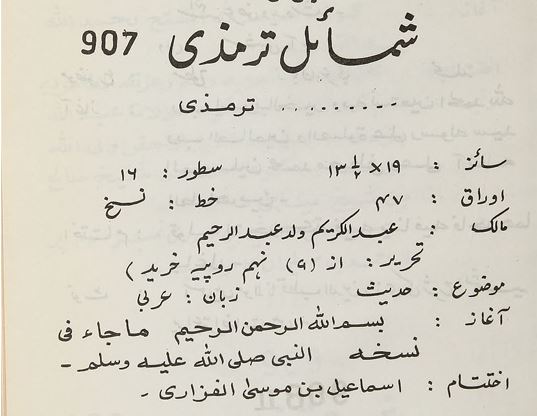 شمائل ترمذی 907
ترمذی . . . . . . . . .
سائز : ۱۹ × ½ ۱۳ سطور : ۱۶
اوراق : ۴۷ خط : نسخ
مالک : عبدالکریم ولد عبدالرحیم
تحریر : از (۹) نہم روپیہ خرید )
موضوع : حدیث زبان : عربی
آغاز : بسم اللہ الرحمن الرحیم ماجاء فی
نسخہ النبی صلی اللہ علیہ وسلم ۔
اختتام : اسماعیل بن موسیٰ الفزاری ۔